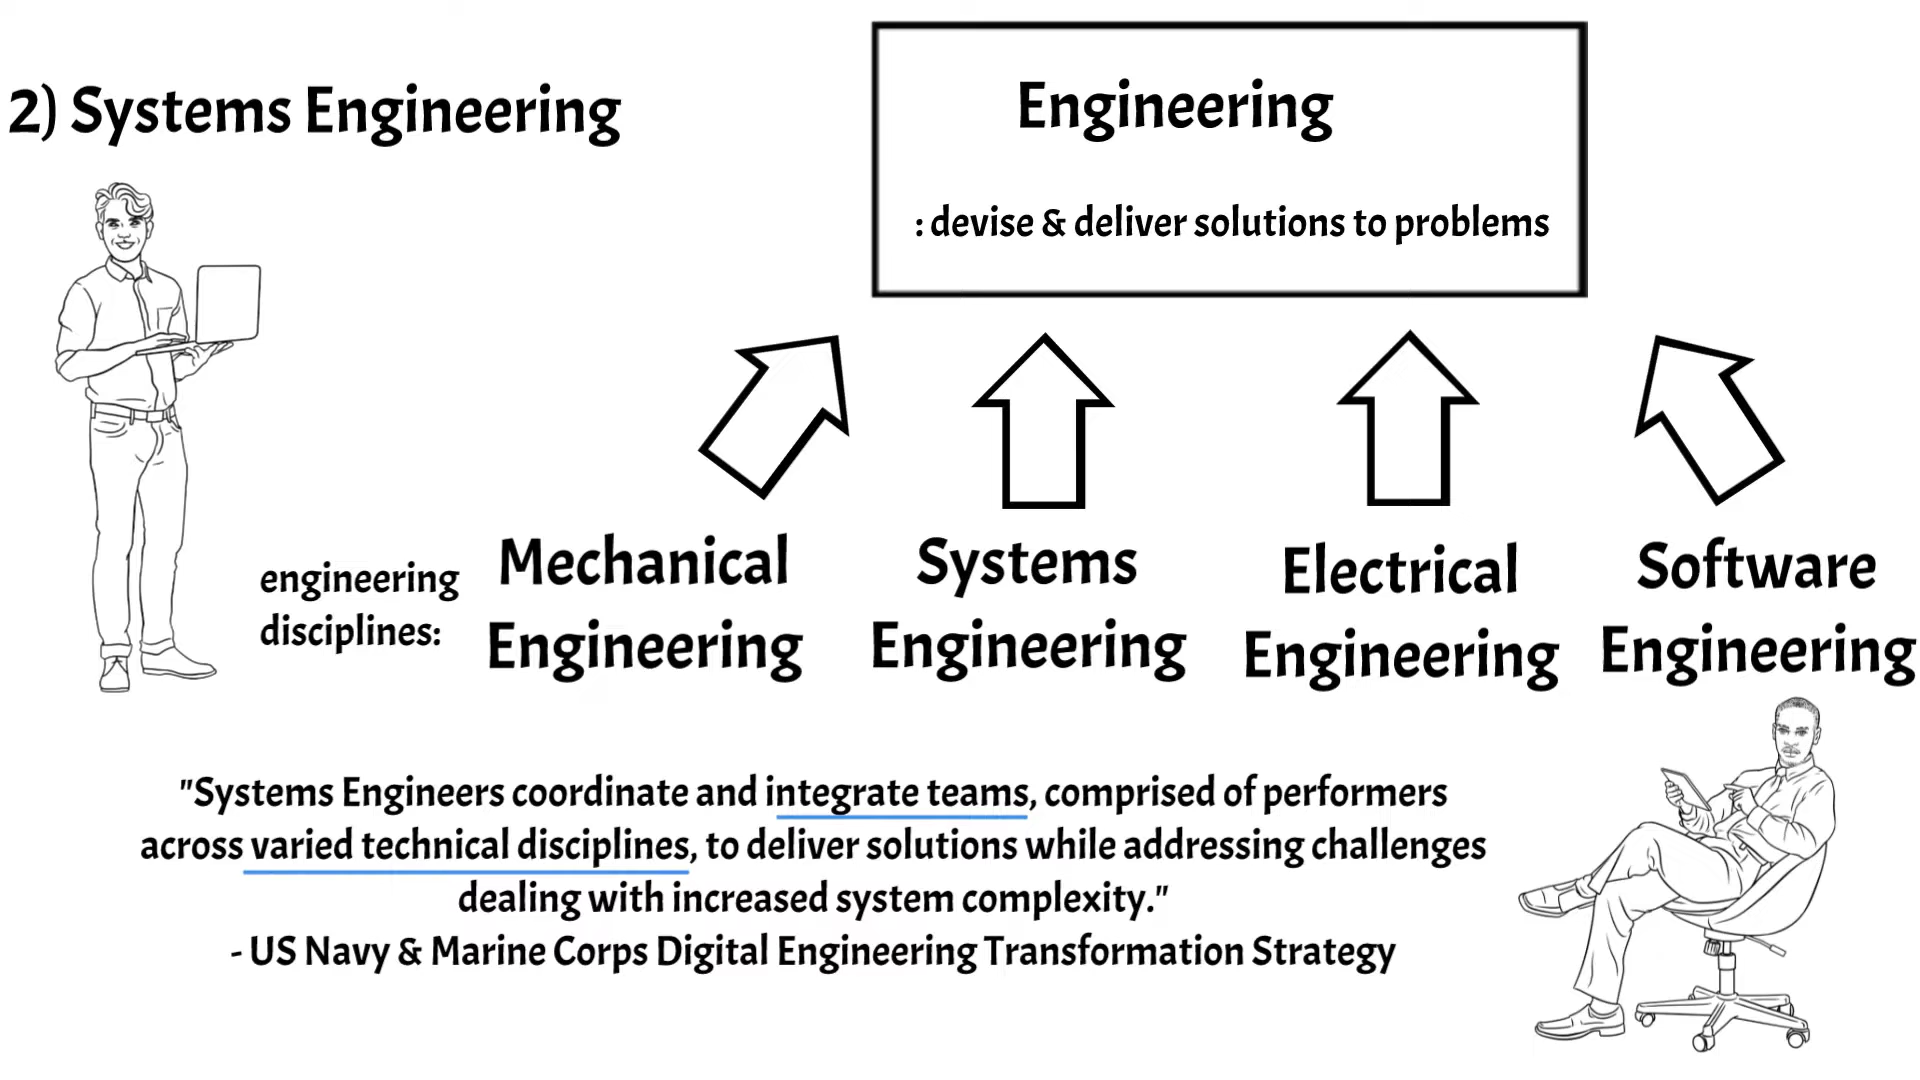 2) Systems Engineering
Engineering
: devise & deliver solutions to problems
engineering
disciplines:
Mechanical
Engineering
Systems
Engineering
Electrical
Engineering
Software
Engineering
"Systems Engineers coordinate and integrate teams, comprised of performers
across varied technical disciplines, to deliver solutions while addressing challenges
dealing with increased system complexity."
- US Navy & Marine Corps Digital Engineering Transformation Strategy